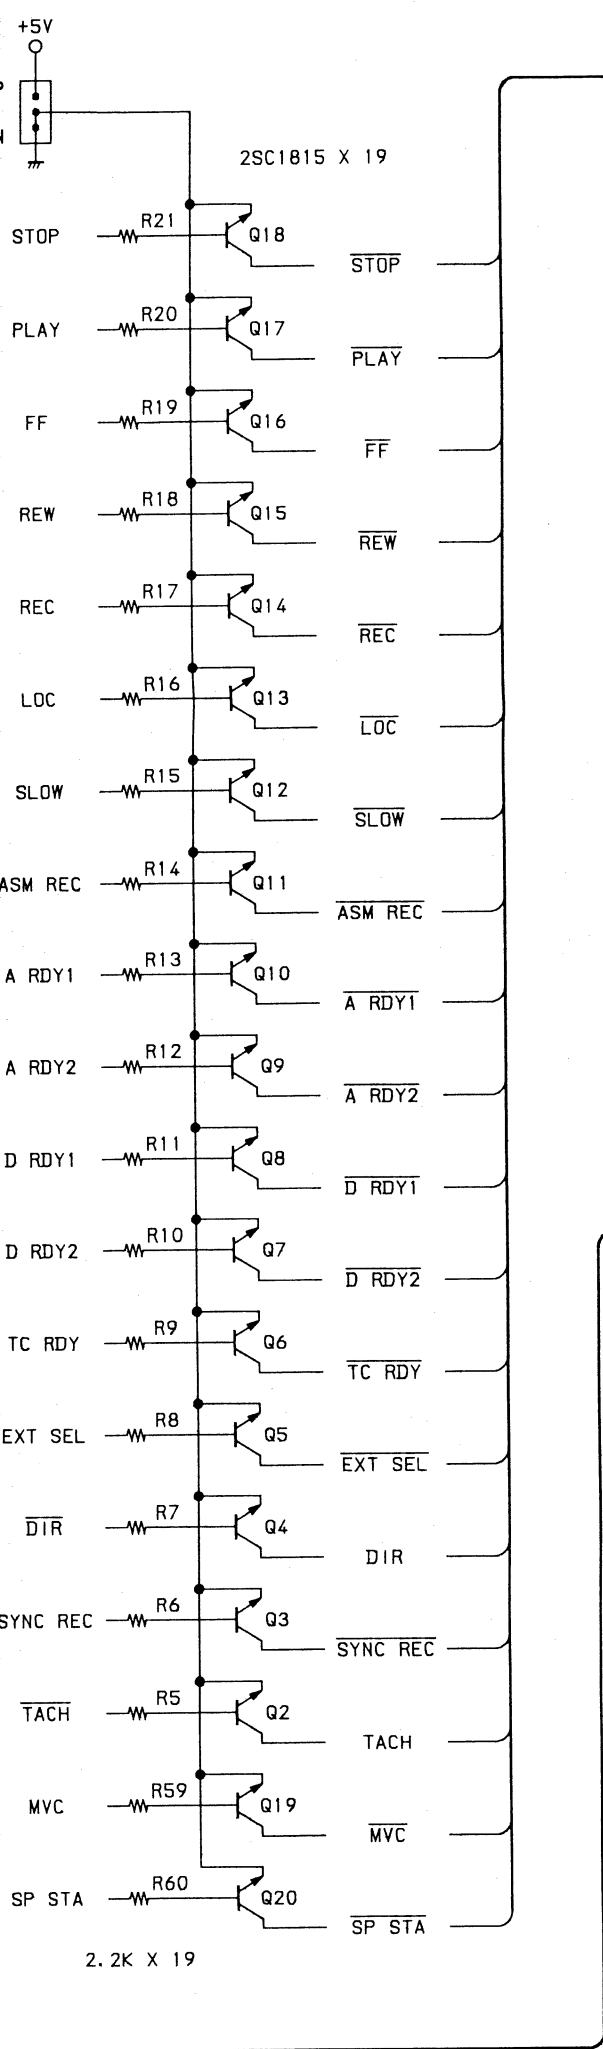 +5V
2SC1815 X 19
STOP R21 Q18 STOP
PLAY R20 Q17 PLAY
FF R19 Q16 FF
REW R18 Q15 REW
REC R17 Q14 REC
LOC R16 Q13 LOC
SLOW R15 Q12 SLOW
ASM REC R14 Q11 ASM REC
A RDY1 R13 Q10 A RDY1
A RDY2 R12 Q9 A RDY2
D RDY1 R11 Q8 D RDY1
D RDY2 R10 Q7 D RDY2
TC RDY R9 Q6 TC RDY
EXT SEL R8 Q5 EXT SEL
DIR R7 Q4 DIR
SYNC REC R6 Q3 SYNC REC
TACH R5 Q2 TACH
MVC R59 Q19 MVC
SP STA R60 Q20 SP STA
2.2K X 19